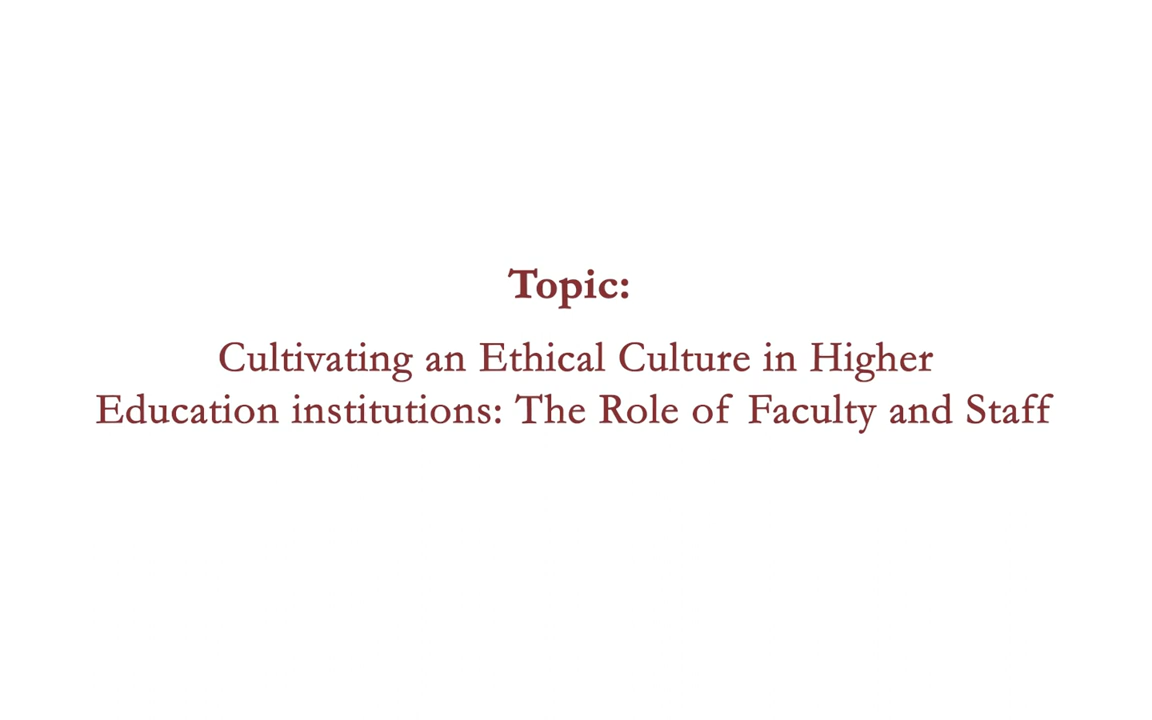 Topic:
Cultivating an Ethical Culture in Higher
Education institutions: The Role of Faculty and Staff